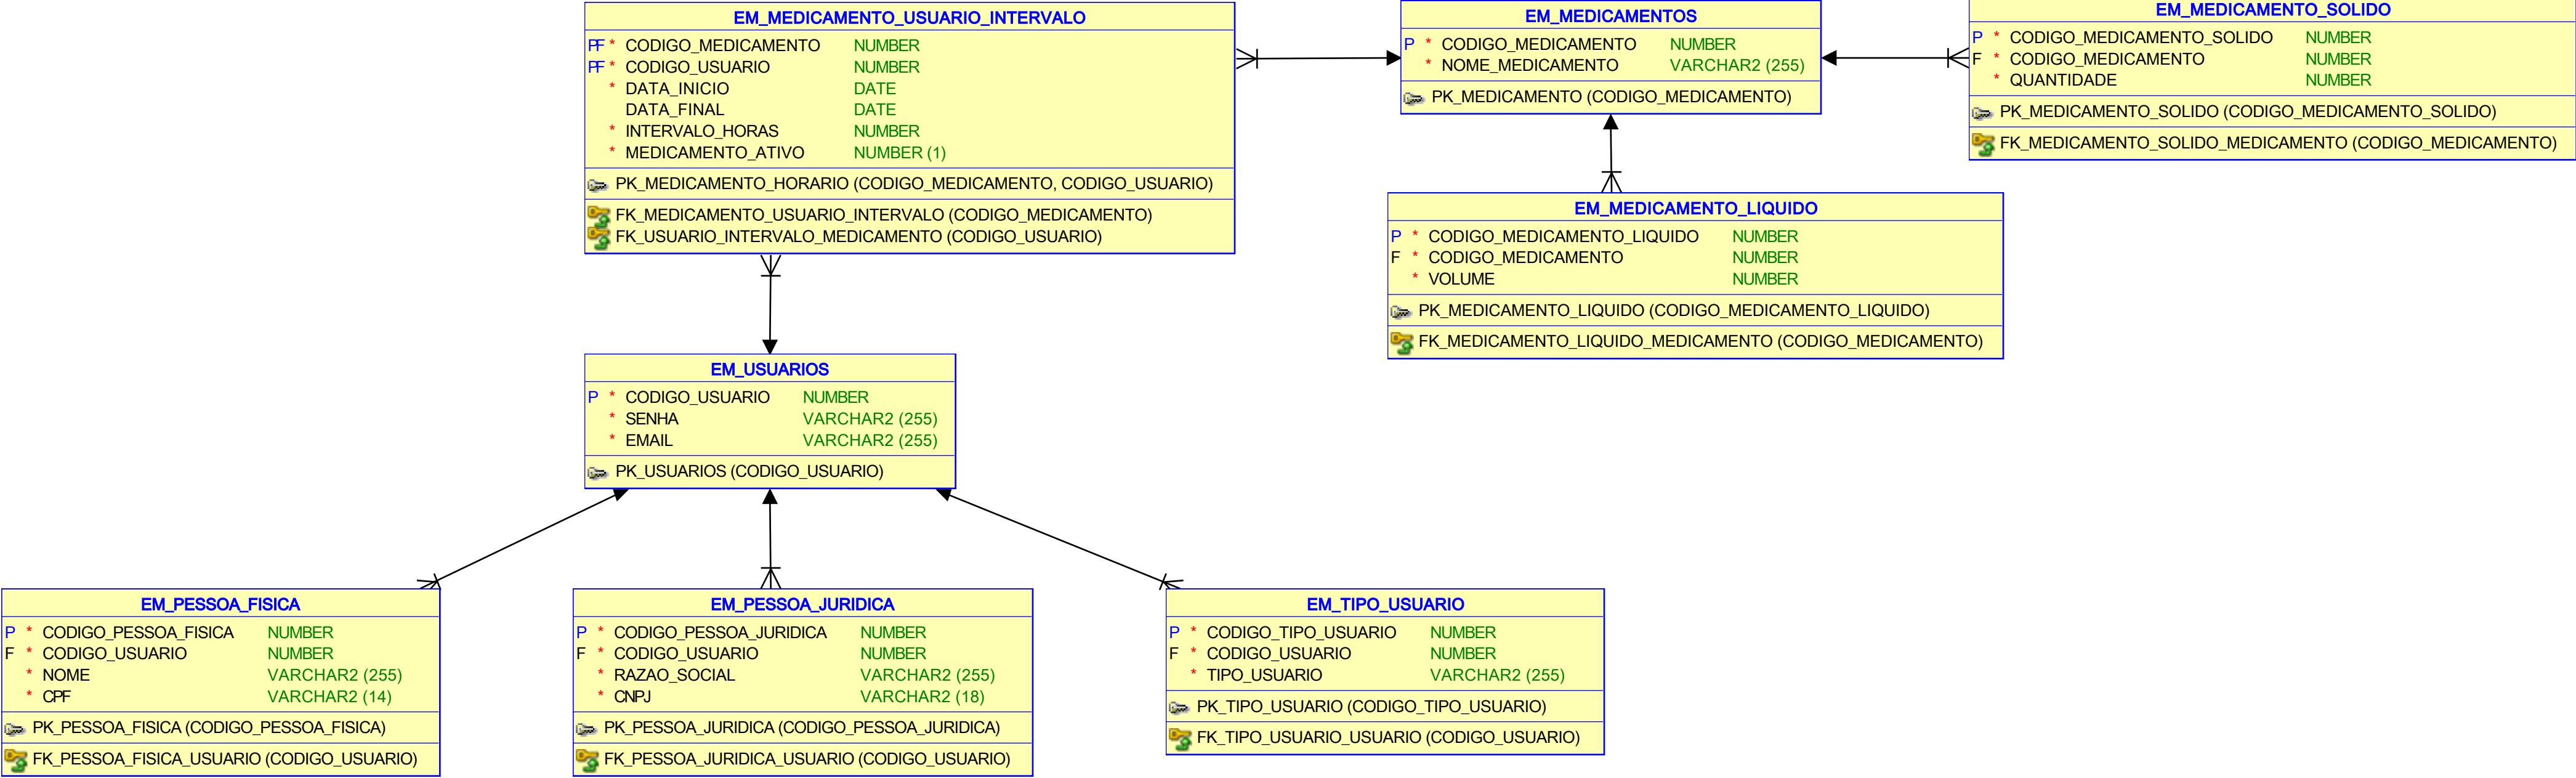 EM_MEDICAMENTO_USUARIO_INTERVALO
PF * CODIGO_MEDICAMENTO NUMBER
PF * CODIGO_USUARIO NUMBER
* DATA_INICIO DATE
DATA_FINAL DATE
* INTERVALO_HORAS NUMBER
* MEDICAMENTO_ATIVO NUMBER (1)
PK_MEDICAMENTO_HORARIO (CODIGO_MEDICAMENTO, CODIGO_USUARIO)
FK_MEDICAMENTO_USUARIO_INTERVALO (CODIGO_MEDICAMENTO)
FK_USUARIO_INTERVALO_MEDICAMENTO (CODIGO_USUARIO)
EM_MEDICAMENTOS
P * CODIGO_MEDICAMENTO NUMBER
* NOME_MEDICAMENTO VARCHAR2 (255)
PK_MEDICAMENTO (CODIGO_MEDICAMENTO)
EM_MEDICAMENTO_SOLIDO
P * CODIGO_MEDICAMENTO_SOLIDO NUMBER
F * CODIGO_MEDICAMENTO NUMBER
* QUANTIDADE NUMBER
PK_MEDICAMENTO_SOLIDO (CODIGO_MEDICAMENTO_SOLIDO)
FK_MEDICAMENTO_SOLIDO_MEDICAMENTO (CODIGO_MEDICAMENTO)
EM_MEDICAMENTO_LIQUIDO
P * CODIGO_MEDICAMENTO_LIQUIDO NUMBER
F * CODIGO_MEDICAMENTO NUMBER
* VOLUME NUMBER
PK_MEDICAMENTO_LIQUIDO (CODIGO_MEDICAMENTO_LIQUIDO)
FK_MEDICAMENTO_LIQUIDO_MEDICAMENTO (CODIGO_MEDICAMENTO)
EM_USUARIOS
P * CODIGO_USUARIO NUMBER
* SENHA VARCHAR2 (255)
* EMAIL VARCHAR2 (255)
PK_USUARIOS (CODIGO_USUARIO)
EM_PESSOA_FISICA
P * CODIGO_PESSOA_FISICA NUMBER
F * CODIGO_USUARIO NUMBER
* NOME VARCHAR2 (255)
* CPF VARCHAR2 (14)
PK_PESSOA_FISICA (CODIGO_PESSOA_FISICA)
FK_PESSOA_FISICA_USUARIO (CODIGO_USUARIO)
EM_PESSOA_JURIDICA
P * CODIGO_PESSOA_JURIDICA NUMBER
F * CODIGO_USUARIO NUMBER
* RAZAO_SOCIAL VARCHAR2 (255)
* CNPJ VARCHAR2 (18)
PK_PESSOA_JURIDICA (CODIGO_PESSOA_JURIDICA)
FK_PESSOA_JURIDICA_USUARIO (CODIGO_USUARIO)
EM_TIPO_USUARIO
P * CODIGO_TIPO_USUARIO NUMBER
F * CODIGO_USUARIO NUMBER
* TIPO_USUARIO VARCHAR2 (255)
PK_TIPO_USUARIO (CODIGO_TIPO_USUARIO)
FK_TIPO_USUARIO_USUARIO (CODIGO_USUARIO)